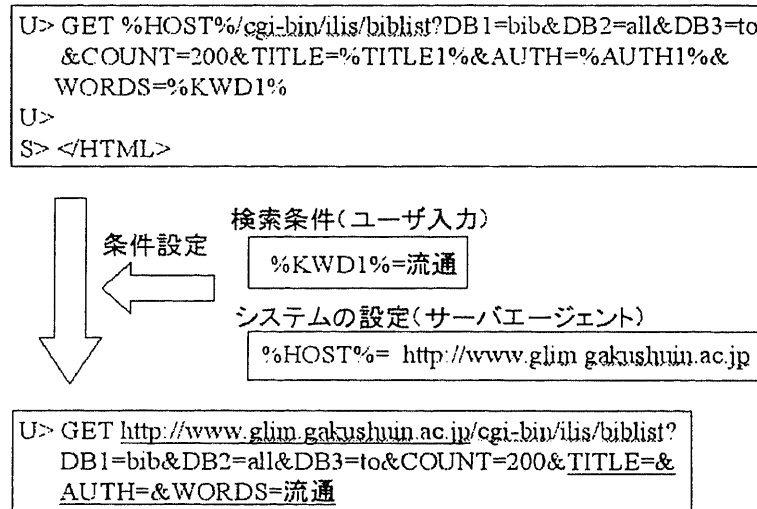 U> GET %HOST%/cgi-bin/ilis/biblist?DB1=bib&DB2=all&DB3=to
&COUNT=200&TITLE=%TITLE1%&AUTH=%AUTH1%&
WORDS=%KWD1%
U>
S> </HTML>
検索条件(ユーザ入力)
条件設定
%KWD1%=流通
システムの設定(サーバエージェント)
%HOST%= http://www.glim.gakushuin.ac.jp
U> GET http://www.glim.gakushuin.ac.jp/cgi-bin/ilis/biblist?
DB1=bib&DB2=all&DB3=to&COUNT=200&TITLE=&
AUTH=&WORDS=流通